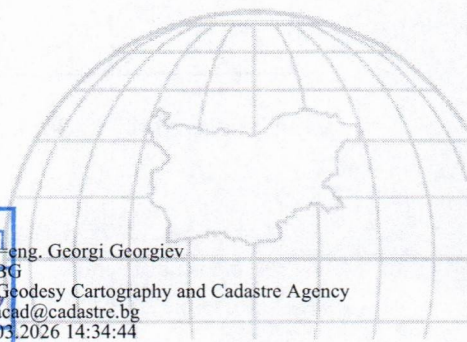 eng. Georgi Georgiev
BG
Geodesy Cartography and Cadastre Agency
acad@cadastre.bg
03.2026 14:34:44